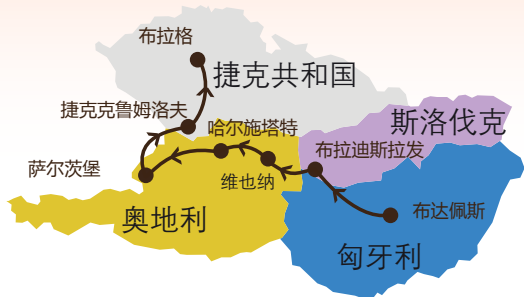 布拉格
捷克共和国
捷克克鲁姆洛夫
哈尔施塔特
斯洛伐克
布拉迪斯拉发
萨尔茨堡
维也纳
奥地利
布达佩斯
匈牙利